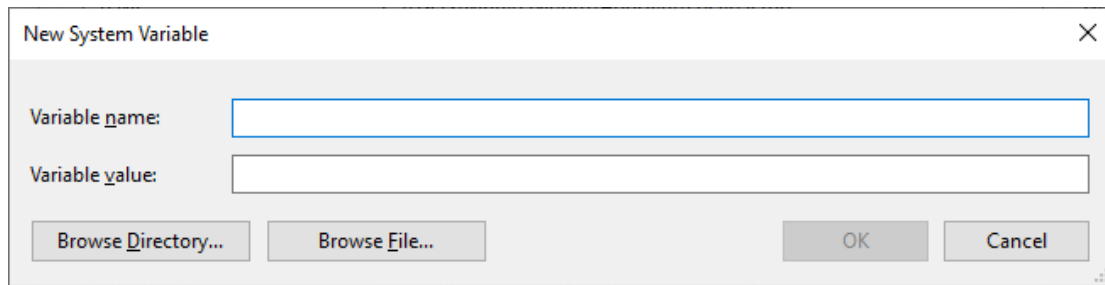 New System Variable
Variable name:
Variable value:
Browse Directory... Browse File... OK Cancel